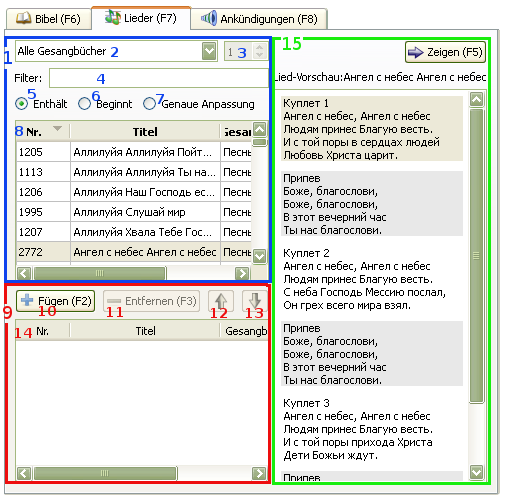 Bibel (F6) Lieder (F7) Ankündigungen (F8)
1 Alle Gesangbücher 2 1 3
Filter: 4
5 6 7
Enthält Beginnt Genaue Anpassung
8 Nr. Titel Gesan
1205 Аллилуйя Аллилуйя Пойт... Песнь
1113 Аллилуйя Аллилуйя Ты на... Песнь
1206 Аллилуйя Наш Господь ес... Песнь
1995 Аллилуйя Слушай мир Песнь
1207 Аллилуйя Хвала Тебе Гос... Песнь
2772 Ангел с небес Ангел с небес Песнь
9 Fügen (F2) Entfernen (F3)
10 11 12 13
14 Nr. Titel Gesangb
15 Zeigen (F5)
Lied-Vorschau:Ангел с небес Ангел с небес
Куплет 1
Ангел с небес, Ангел с небес
Людям принес Благую весть.
И с той поры в сердцах людей
Любовь Христа царит.
Припев
Боже, благослови,
Боже, благослови,
В этот вечерний час
Ты нас благослови.
Куплет 2
Ангел с небес, Ангел с небес
Людям принес Благую весть.
С неба Господь Мессию послал,
Он грех всего мира взял.
Припев
Боже, благослови,
Боже, благослови,
В этот вечерний час
Ты нас благослови.
Куплет 3
Ангел с небес, Ангел с небес
Людям принес Благую весть.
И с той поры прихода Христа
Дети Божьи ждут.
Припев